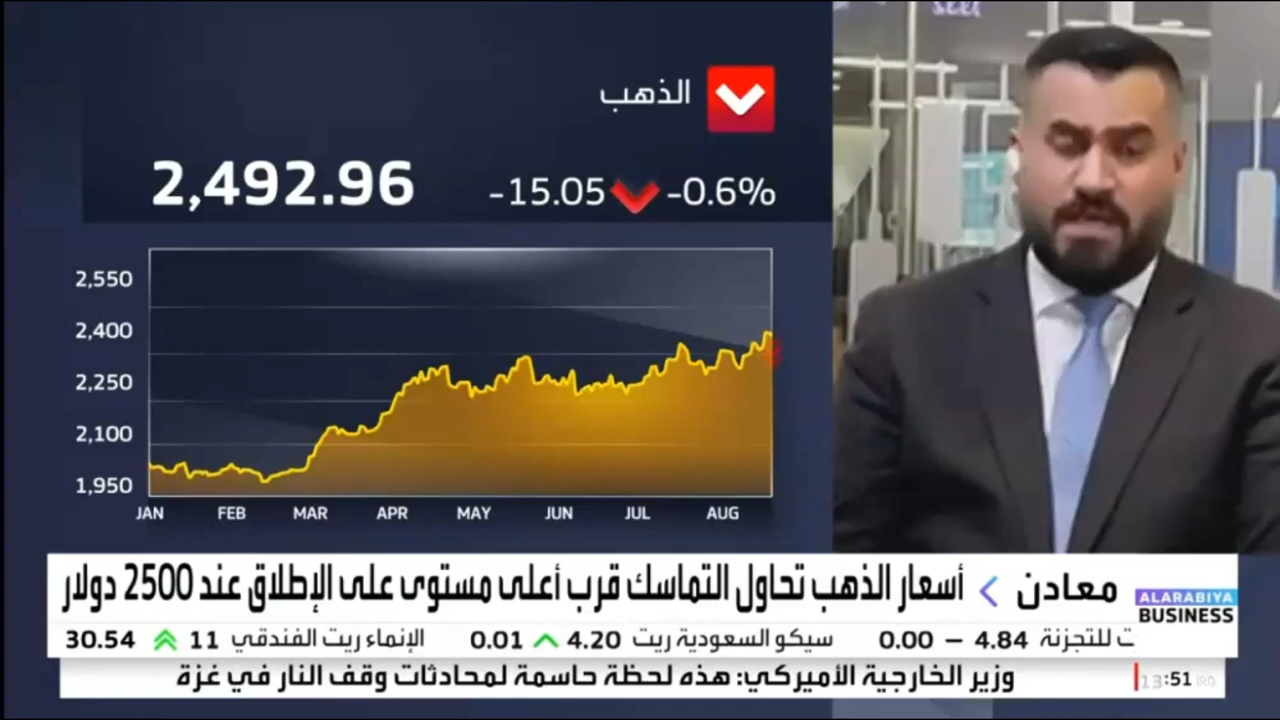 الذهب
2,492.96 -15.05 -0.6%
2,550
2,400
2,250
2,100
1,950
JAN FEB MAR APR MAY JUN JUL AUG
معادن > أسعار الذهب تحاول التماسك قرب أعلى مستوى على الإطلاق عند 2500 دولار
ALARABIYA
BUSINESS
ت للتجزئة 4.84 – 0.00 سيكو السعودية ريت 4.20 0.01 الإنماء ريت الفندقي 11 30.54
13:51
وزير الخارجية الأميركي: هذه لحظة حاسمة لمحادثات وقف النار في غزة